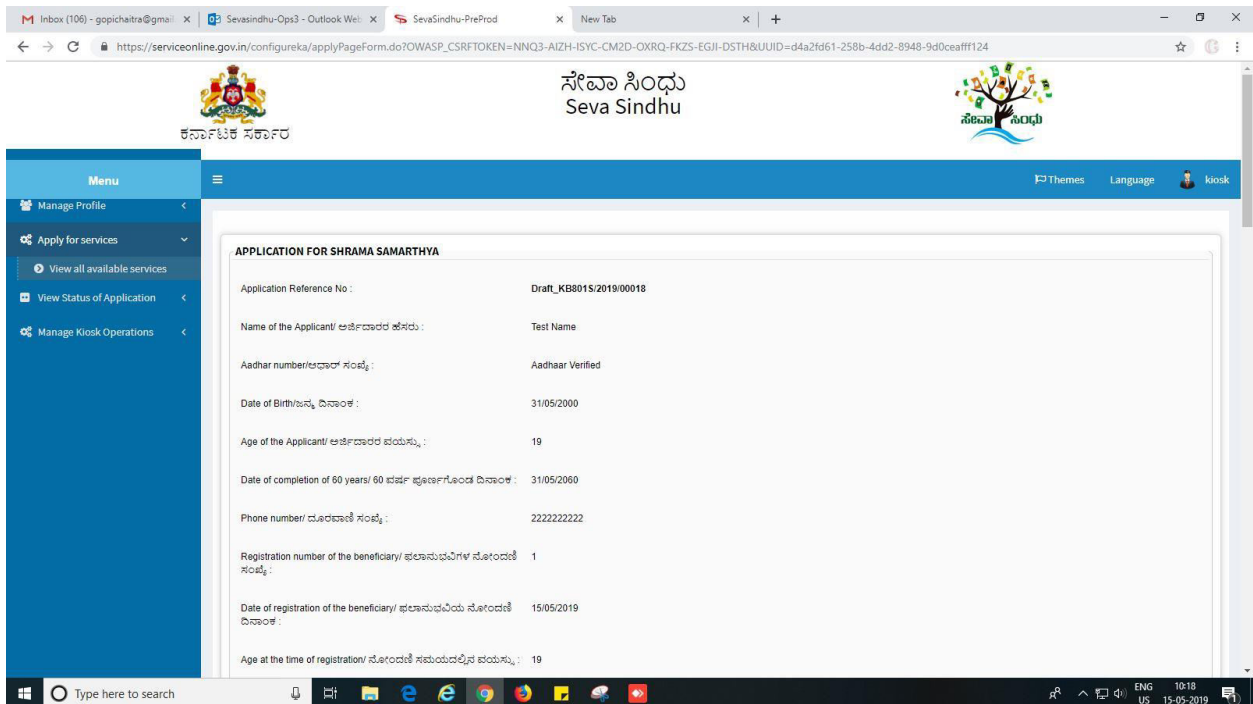 Inbox (106) - gopichaitra@gmail
Sevasindhu-Ops3 - Outlook Web
SevaSindhu-PreProd
New Tab
https://serviceonline.gov.in/configureka/applyPageForm.do?OWASP_CSRFTOKEN=NNQ3-AIZH-ISYC-CM2D-OXRQ-FKZS-EGJI-DSTH&UUID=d4a2fd61-258b-4dd2-8948-9d0ceafff124
ಕರ್ನಾಟಕ ಸರ್ಕಾರ
ಸೇವಾ ಸಿಂಧು
Seva Sindhu
ಸೇವಾ ಸಿಂಧು
Menu
Themes Language kiosk
Manage Profile
Apply for services
View all available services
View Status of Application
Manage Kiosk Operations
APPLICATION FOR SHRAMA SAMARTHYA
Application Reference No : Draft_KB801S/2019/00018
Name of the Applicant/ ಅರ್ಜಿದಾರರ ಹೆಸರು : Test Name
Aadhar number/ಆಧಾರ್ ಸಂಖ್ಯೆ : Aadhaar Verified
Date of Birth/ಜನ್ಮ ದಿನಾಂಕ : 31/05/2000
Age of the Applicant/ ಅರ್ಜಿದಾರರ ವಯಸ್ಸು : 19
Date of completion of 60 years/ 60 ವರ್ಷ ಪೂರ್ಣಗೊಂಡ ದಿನಾಂಕ : 31/05/2060
Phone number/ ದೂರವಾಣಿ ಸಂಖ್ಯೆ : 2222222222
Registration number of the beneficiary/ ಫಲಾನುಭವಿಗಳ ನೋಂದಣಿ 1
ಸಂಖ್ಯೆ :
Date of registration of the beneficiary/ ಫಲಾನುಭವಿಯ ನೋಂದಣಿ 15/05/2019
ದಿನಾಂಕ :
Age at the time of registration/ ನೋಂದಣಿ ಸಮಯದಲ್ಲಿನ ವಯಸ್ಸು : 19
Type here to search
ENG
US
10:18
15-05-2019